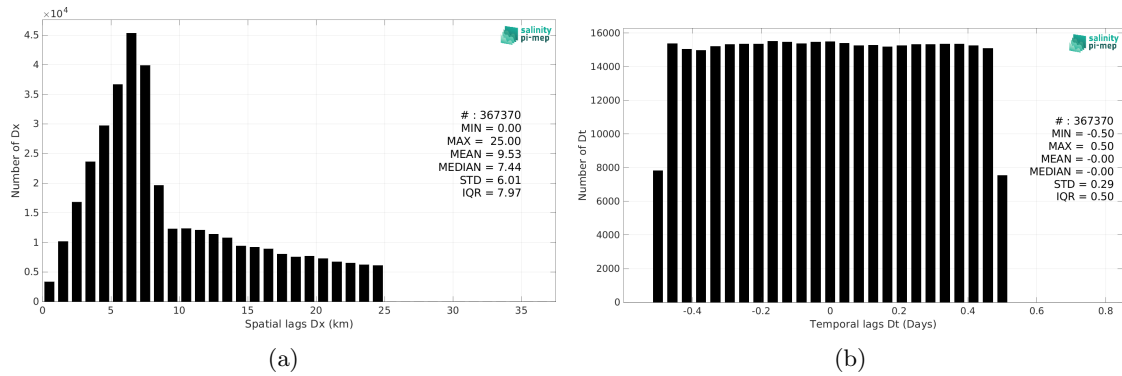 ×10⁴
4.5
4
3.5
3
2.5
2
1.5
1
0.5
0
Number of Dx
salinity
pi-mep
# : 367370
MIN = 0.00
MAX = 25.00
MEAN = 9.53
MEDIAN = 7.44
STD = 6.01
IQR = 7.97
0 5 10 15 20 25 30 35
Spatial lags Dx (km)
(a)
16000
14000
12000
10000
8000
6000
4000
2000
0
Number of Dt
salinity
pi-mep
# : 367370
MIN = -0.50
MAX = 0.50
MEAN = -0.00
MEDIAN = -0.00
STD = 0.29
IQR = 0.50
-0.4 -0.2 0 0.2 0.4 0.6 0.8
Temporal lags Dt (Days)
(b)